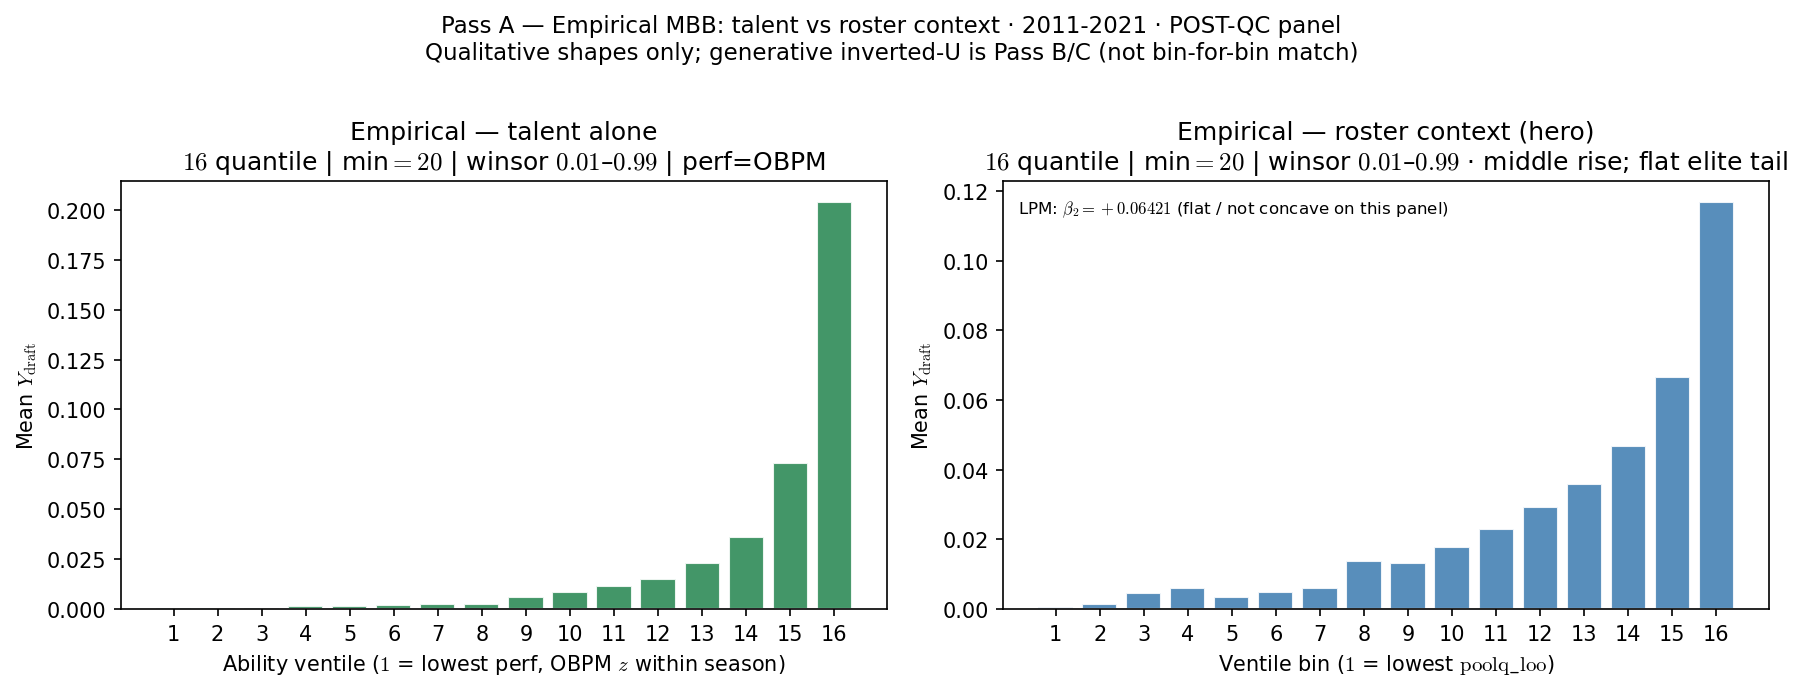 Pass A — Empirical MBB: talent vs roster context · 2011-2021 · POST-QC panel
Qualitative shapes only; generative inverted-U is Pass B/C (not bin-for-bin match)
Empirical — talent alone
16 quantile | min = 20 | winsor 0.01–0.99 | perf=OBPM
Mean Y_draft
0.200
0.175
0.150
0.125
0.100
0.075
0.050
0.025
0.000
1 2 3 4 5 6 7 8 9 10 11 12 13 14 15 16
Ability ventile (1 = lowest perf, OBPM z within season)
Empirical — roster context (hero)
16 quantile | min = 20 | winsor 0.01–0.99 · middle rise; flat elite tail
LPM: β₂ = +0.06421 (flat / not concave on this panel)
Mean Y_draft
0.12
0.10
0.08
0.06
0.04
0.02
0.00
1 2 3 4 5 6 7 8 9 10 11 12 13 14 15 16
Ventile bin (1 = lowest poolq_loo)